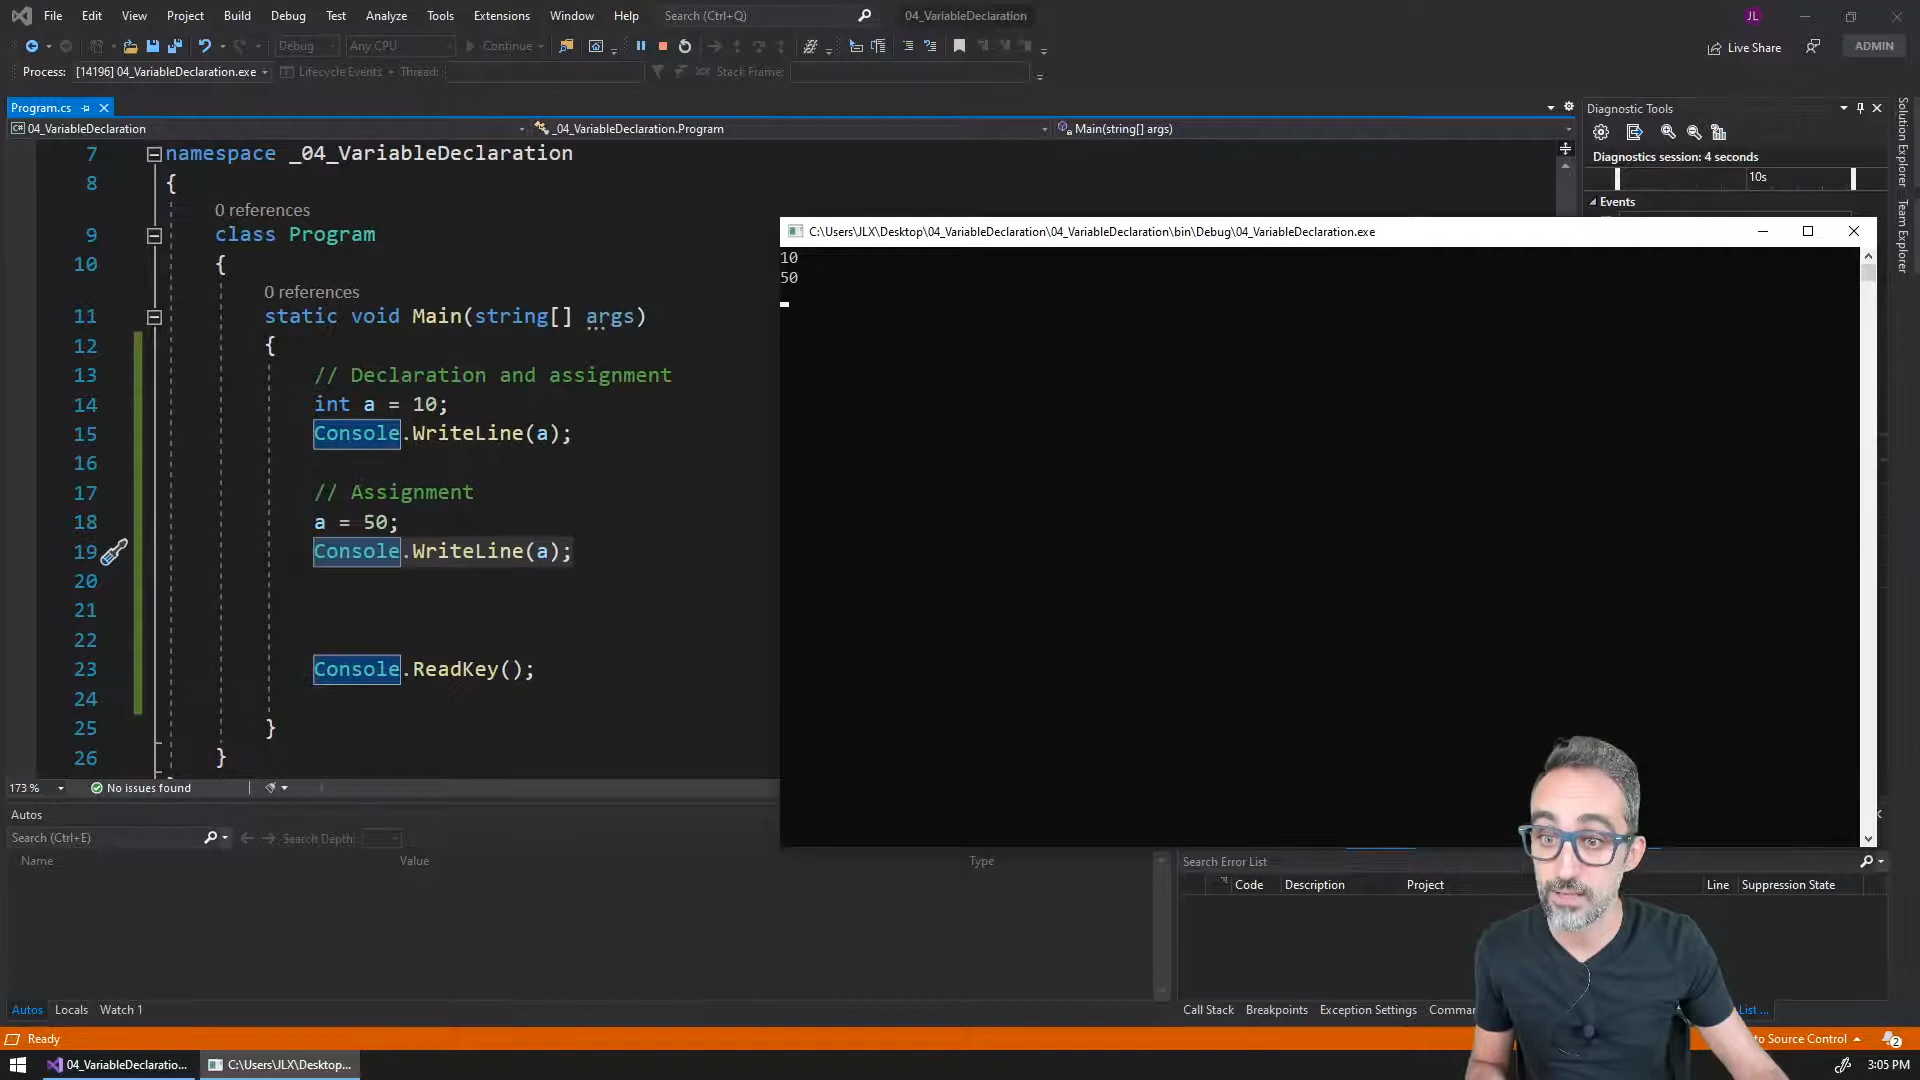 File Edit View Project Build Debug Test Analyze Tools Extensions Window Help Search (Ctrl+Q) 04_VariableDeclaration JL
Debug Any CPU Continue Live Share ADMIN
Process: [14196] 04_VariableDeclaration.exe Lifecycle Events Thread: Stack Frame:
Program.cs
04_VariableDeclaration _04_VariableDeclaration.Program Main(string[] args)
7 namespace _04_VariableDeclaration
8 {
0 references
9 class Program
10 {
0 references
11 static void Main(string[] args)
12 {
13 // Declaration and assignment
14 int a = 10;
15 Console.WriteLine(a);
16
17 // Assignment
18 a = 50;
19 Console.WriteLine(a);
20
21
22
23 Console.ReadKey();
24
25 }
26 }
173 % No issues found
C:\Users\JLX\Desktop\04_VariableDeclaration\04_VariableDeclaration\bin\Debug\04_VariableDeclaration.exe
10
50
Diagnostic Tools
Diagnostics session: 4 seconds
10s
Events
Solution Explorer
Team Explorer
Autos
Search (Ctrl+E) Search Depth:
Name Value Type
Autos Locals Watch 1
Search Error List
Code Description Project Line Suppression State
Call Stack Breakpoints Exception Settings List ...
Ready to Source Control 2
04_VariableDeclaratio... C:\Users\JLX\Desktop... 3:05 PM